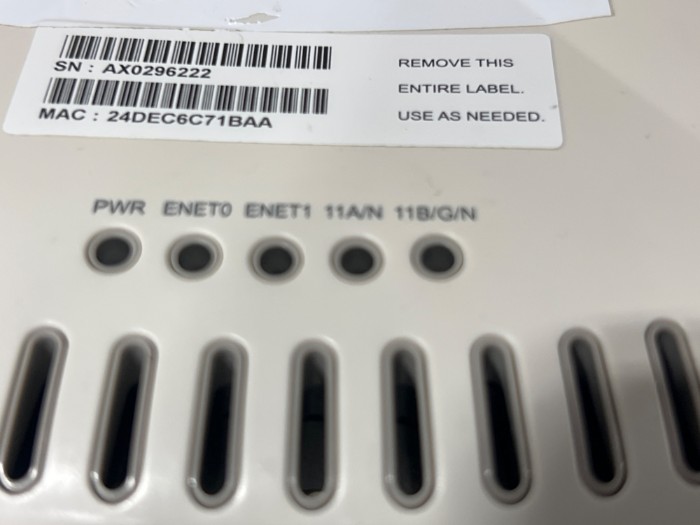 SN : AX0296222
MAC : 24DEC6C71BAA
REMOVE THIS
ENTIRE LABEL.
USE AS NEEDED.
PWR ENET0 ENET1 11A/N 11B/G/N